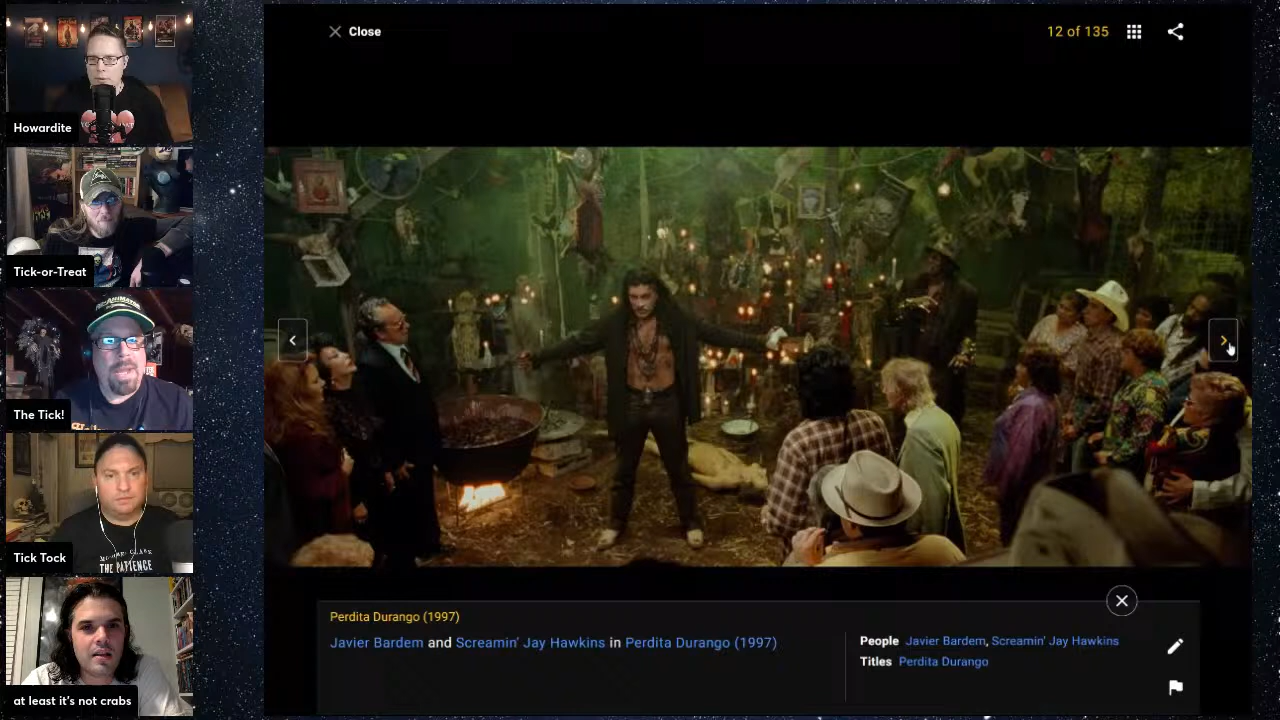 Close
12 of 135
Howardite
Tick-or-Treat
The Tick!
Tick Tock
THE PATIENCE
at least it's not crabs
Perdita Durango (1997)
Javier Bardem and Screamin' Jay Hawkins in Perdita Durango (1997)
People Javier Bardem, Screamin' Jay Hawkins
Titles Perdita Durango